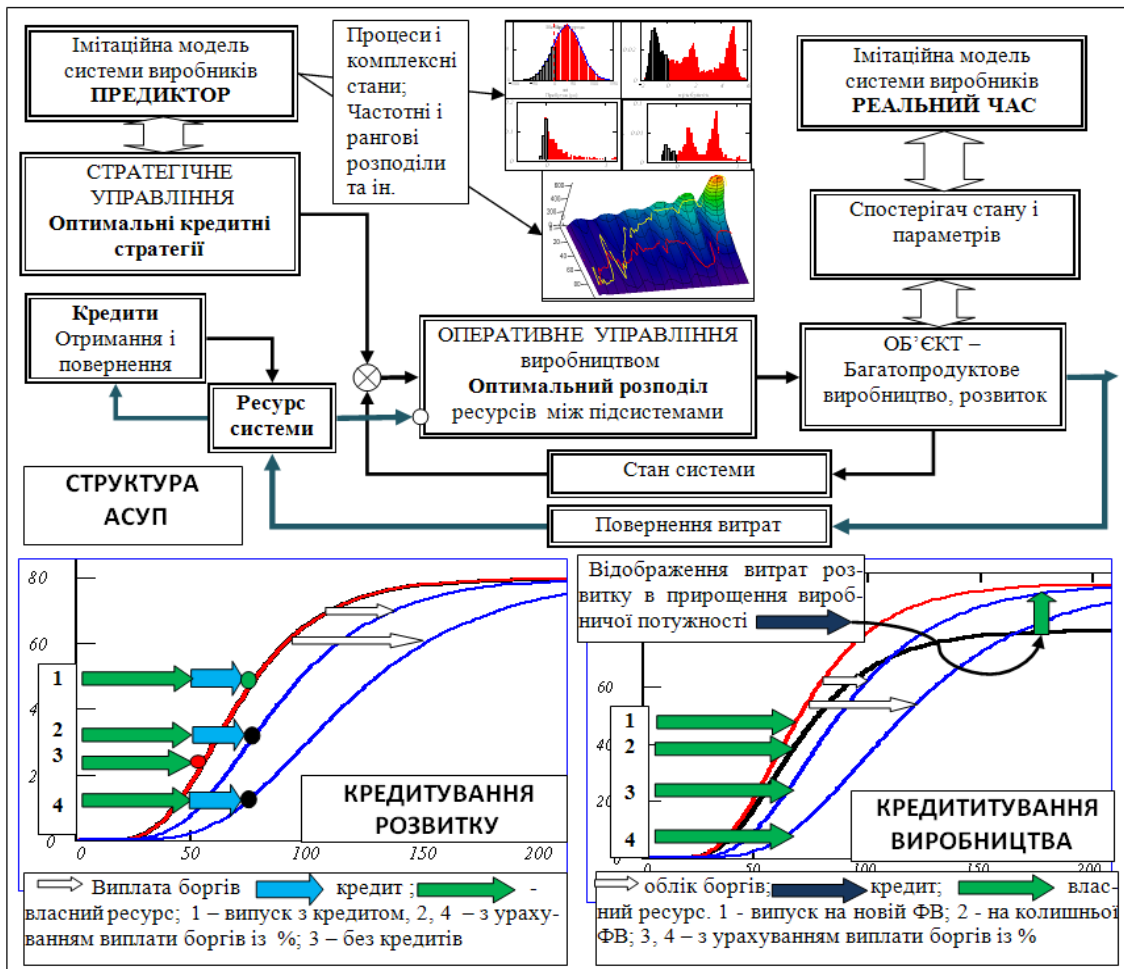 Імітаційна модель
системи виробників
ПРЕДИКТОР
Процеси і
комплексні
стани;
Частотні і
рангові
розподіли
та ін.
Імітаційна модель
системи виробників
РЕАЛЬНИЙ ЧАС
СТРАТЕГІЧНЕ
УПРАВЛІННЯ
Оптимальні кредитні
стратегії
Спостерігач стану і
параметрів
Кредити
Отримання і
повернення
ОПЕРАТИВНЕ УПРАВЛІННЯ
виробництвом
Оптимальний розподіл
ресурсів між підсистемами
ОБ’ЄКТ –
Багатопродуктове
виробництво, розвиток
Ресурс
системи
Стан системи
Повернення витрат
СТРУКТУРА
АСУП
80
60
4
2
0
1
2
3
4
0 50 100 150 200
КРЕДИТУВАННЯ
РОЗВИТКУ
Виплата боргів кредит ; -
власний ресурс; 1 – випуск з кредитом, 2, 4 – з ураху-
ванням виплати боргів із %; 3 – без кредитів
Відображення витрат роз-
витку в прирощення вироб-
ничої потужності
60
40
20
0
1
2
3
4
0 50 100 150 200
КРЕДИТИТУВАННЯ
ВИРОБНИЦТВА
облік боргів; кредит; влас-
ний ресурс. 1 - випуск на новій ФВ; 2 - на колишньої
ФВ; 3, 4 – з урахуванням виплати боргів із %